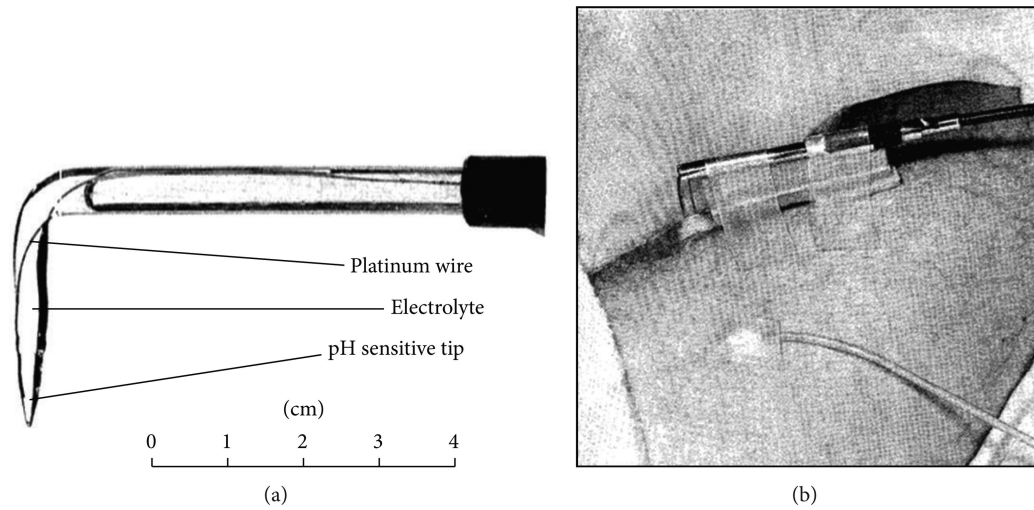 Platinum wire
Electrolyte
pH sensitive tip
(cm)
0 1 2 3 4
(a)
(b)